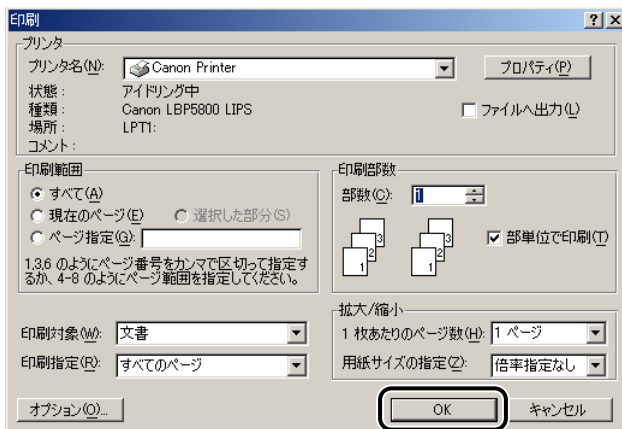 印刷
プリンタ
プリンタ名(N): Canon Printer プロパティ(P)
状態: アイドリング中
種類: Canon LBP5800 LIPS ファイルへ出力(L)
場所: LPT1:
コメント:
印刷範囲
すべて(A)
現在のページ(E) 選択した部分(S)
ページ指定(G):
1,3,6 のようにページ番号をカンマで区切って指定す
るか、4-8 のようにページ範囲を指定してください。
印刷部数
部数(C): 1
1 2 3 1 2 3
部単位で印刷(T)
印刷対象(W): 文書
印刷指定(R): すべてのページ
拡大/縮小
1 枚あたりのページ数(H): 1 ページ
用紙サイズの指定(Z): 倍率指定なし
オプション(O)... OK キャンセル